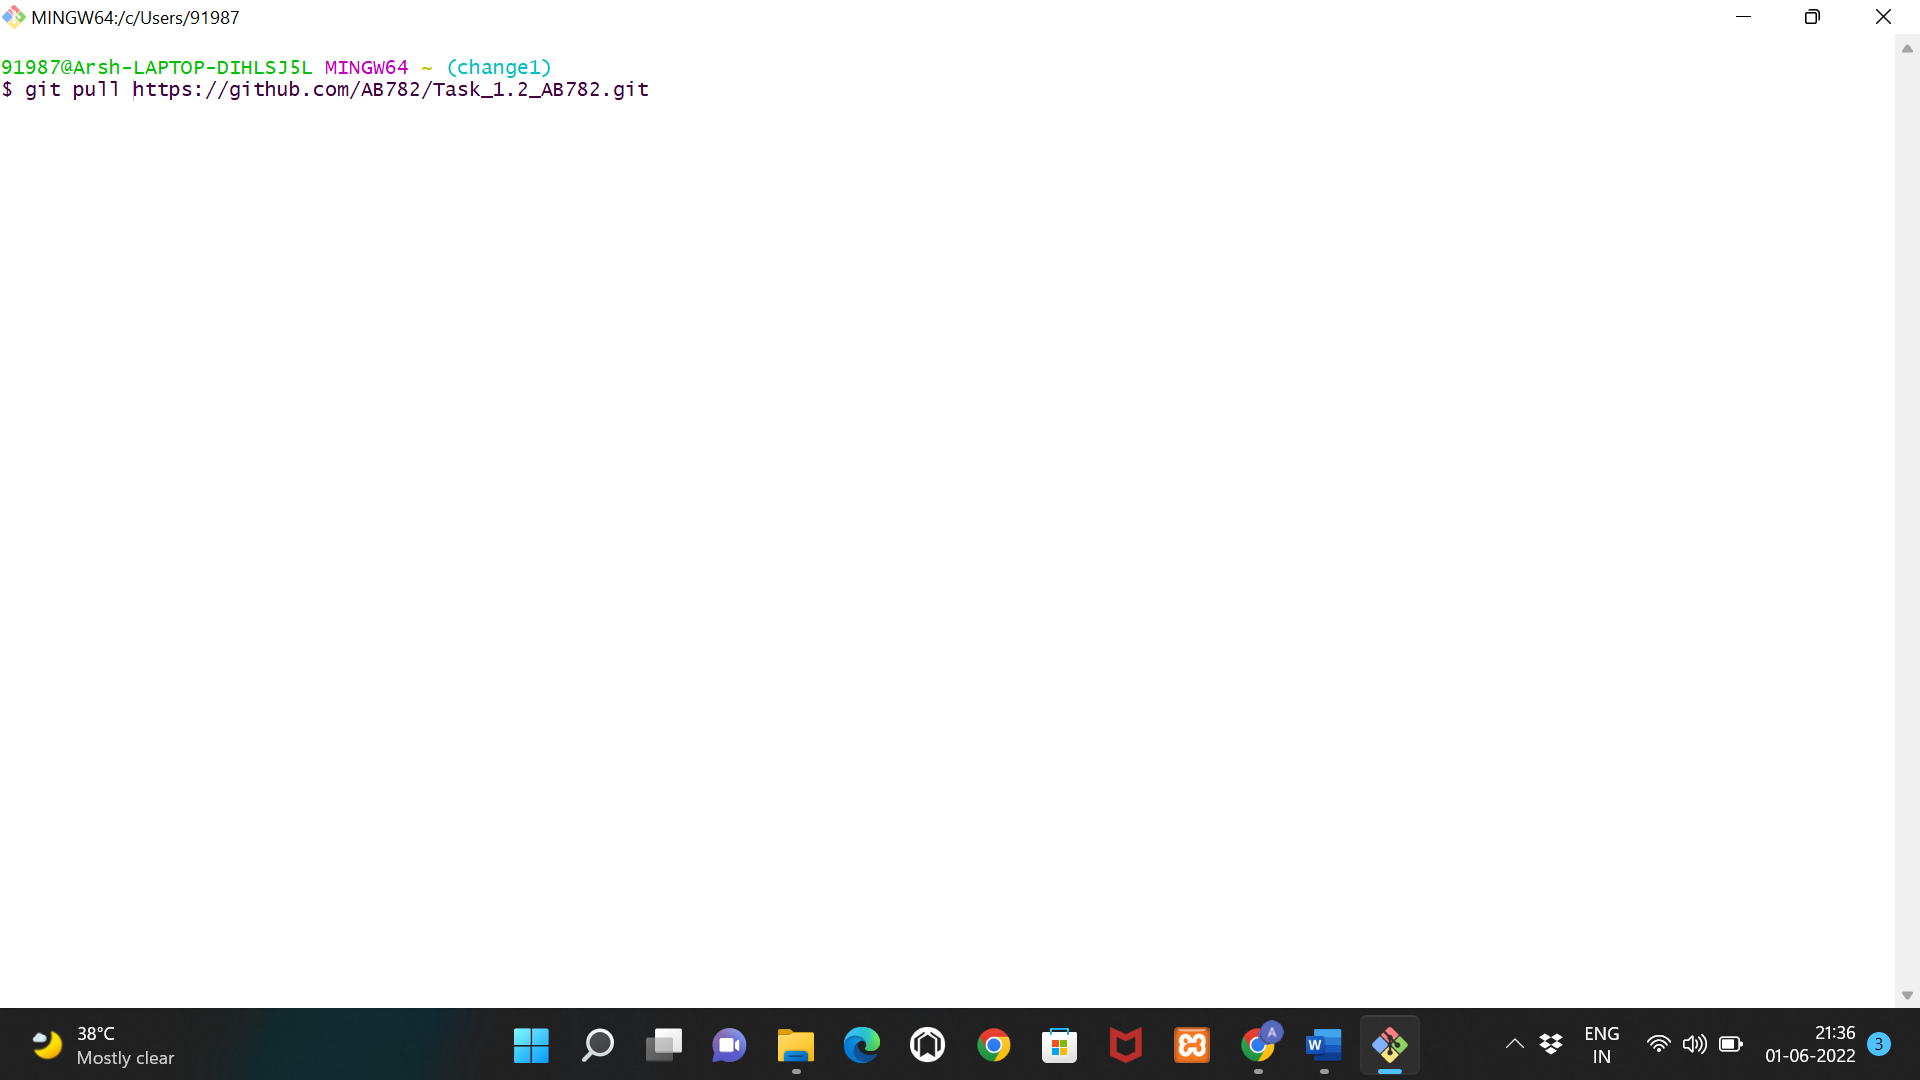 MINGW64:/c/Users/91987
91987@Arsh-LAPTOP-DIHLSJ5L MINGW64 ~ (change1)
$ git pull https://github.com/AB782/Task_1.2_AB782.git
38°C
Mostly clear
A
W
ENG
IN
21:36
01-06-2022
3